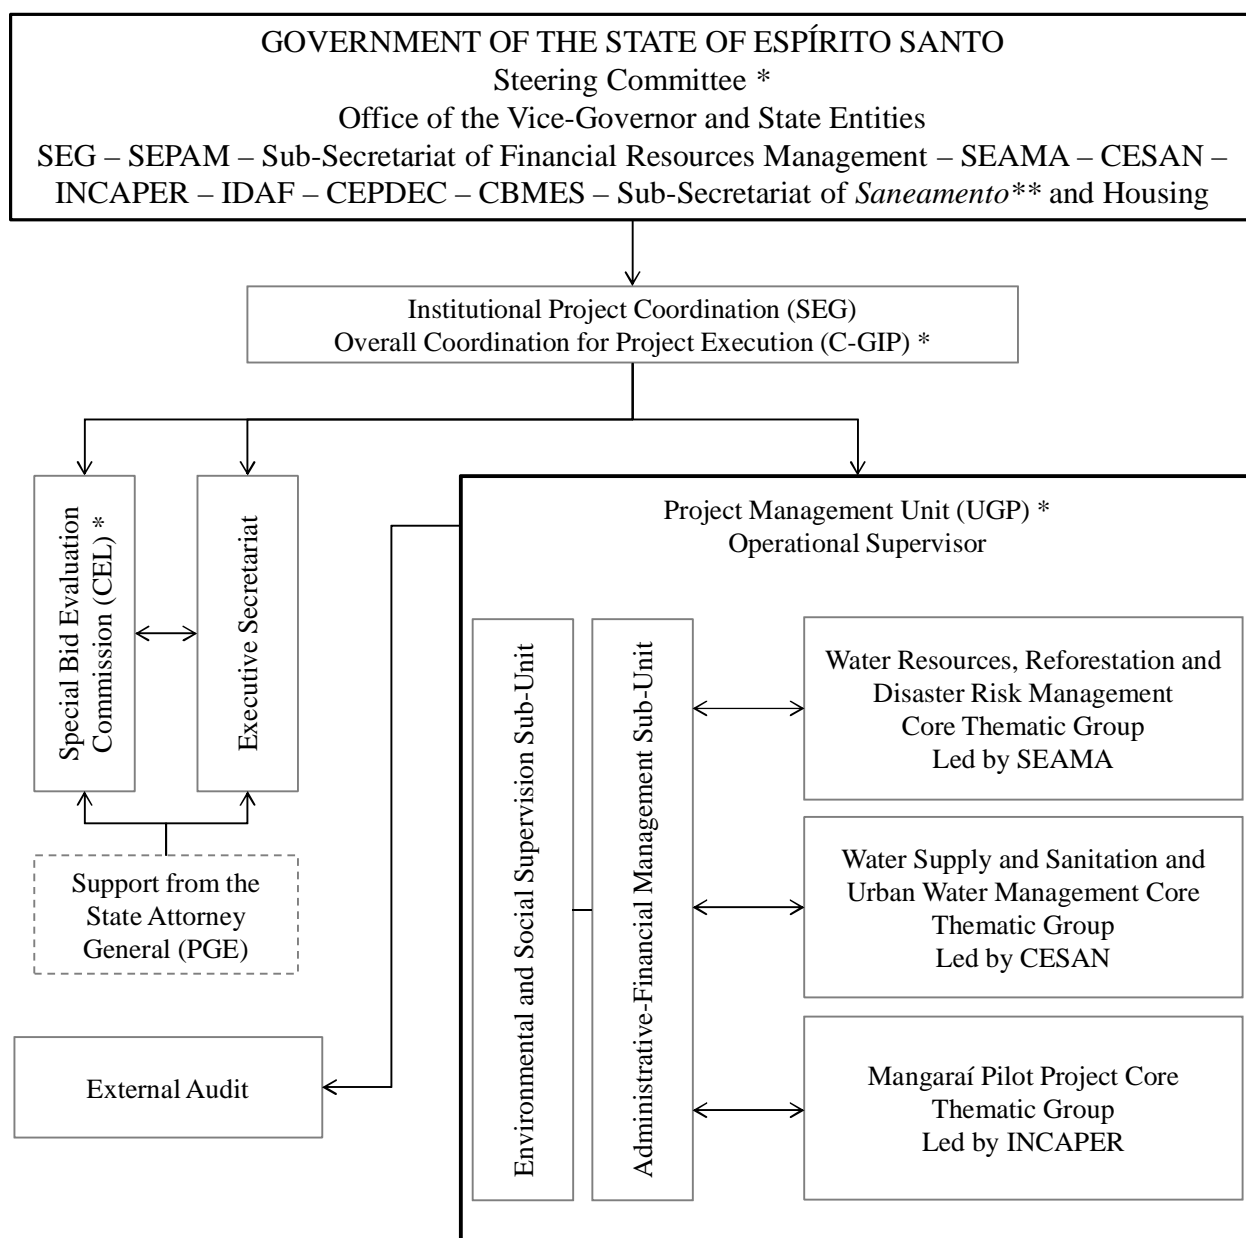 GOVERNMENT OF THE STATE OF ESPÍRITO SANTO
Steering Committee *
Office of the Vice-Governor and State Entities
SEG – SEPAM – Sub-Secretariat of Financial Resources Management – SEAMA – CESAN –
INCAPER – IDAF – CEPDEC – CBMES – Sub-Secretariat of Saneamento** and Housing
Institutional Project Coordination (SEG)
Overall Coordination for Project Execution (C-GIP) *
Special Bid Evaluation
Commission (CEL) *
Executive Secretariat
Support from the
State Attorney
General (PGE)
External Audit
Project Management Unit (UGP) *
Operational Supervisor
Environmental and Social Supervision Sub-Unit
Administrative-Financial Management Sub-Unit
Water Resources, Reforestation and
Disaster Risk Management
Core Thematic Group
Led by SEAMA
Water Supply and Sanitation and
Urban Water Management Core
Thematic Group
Led by CESAN
Mangaraí Pilot Project Core
Thematic Group
Led by INCAPER